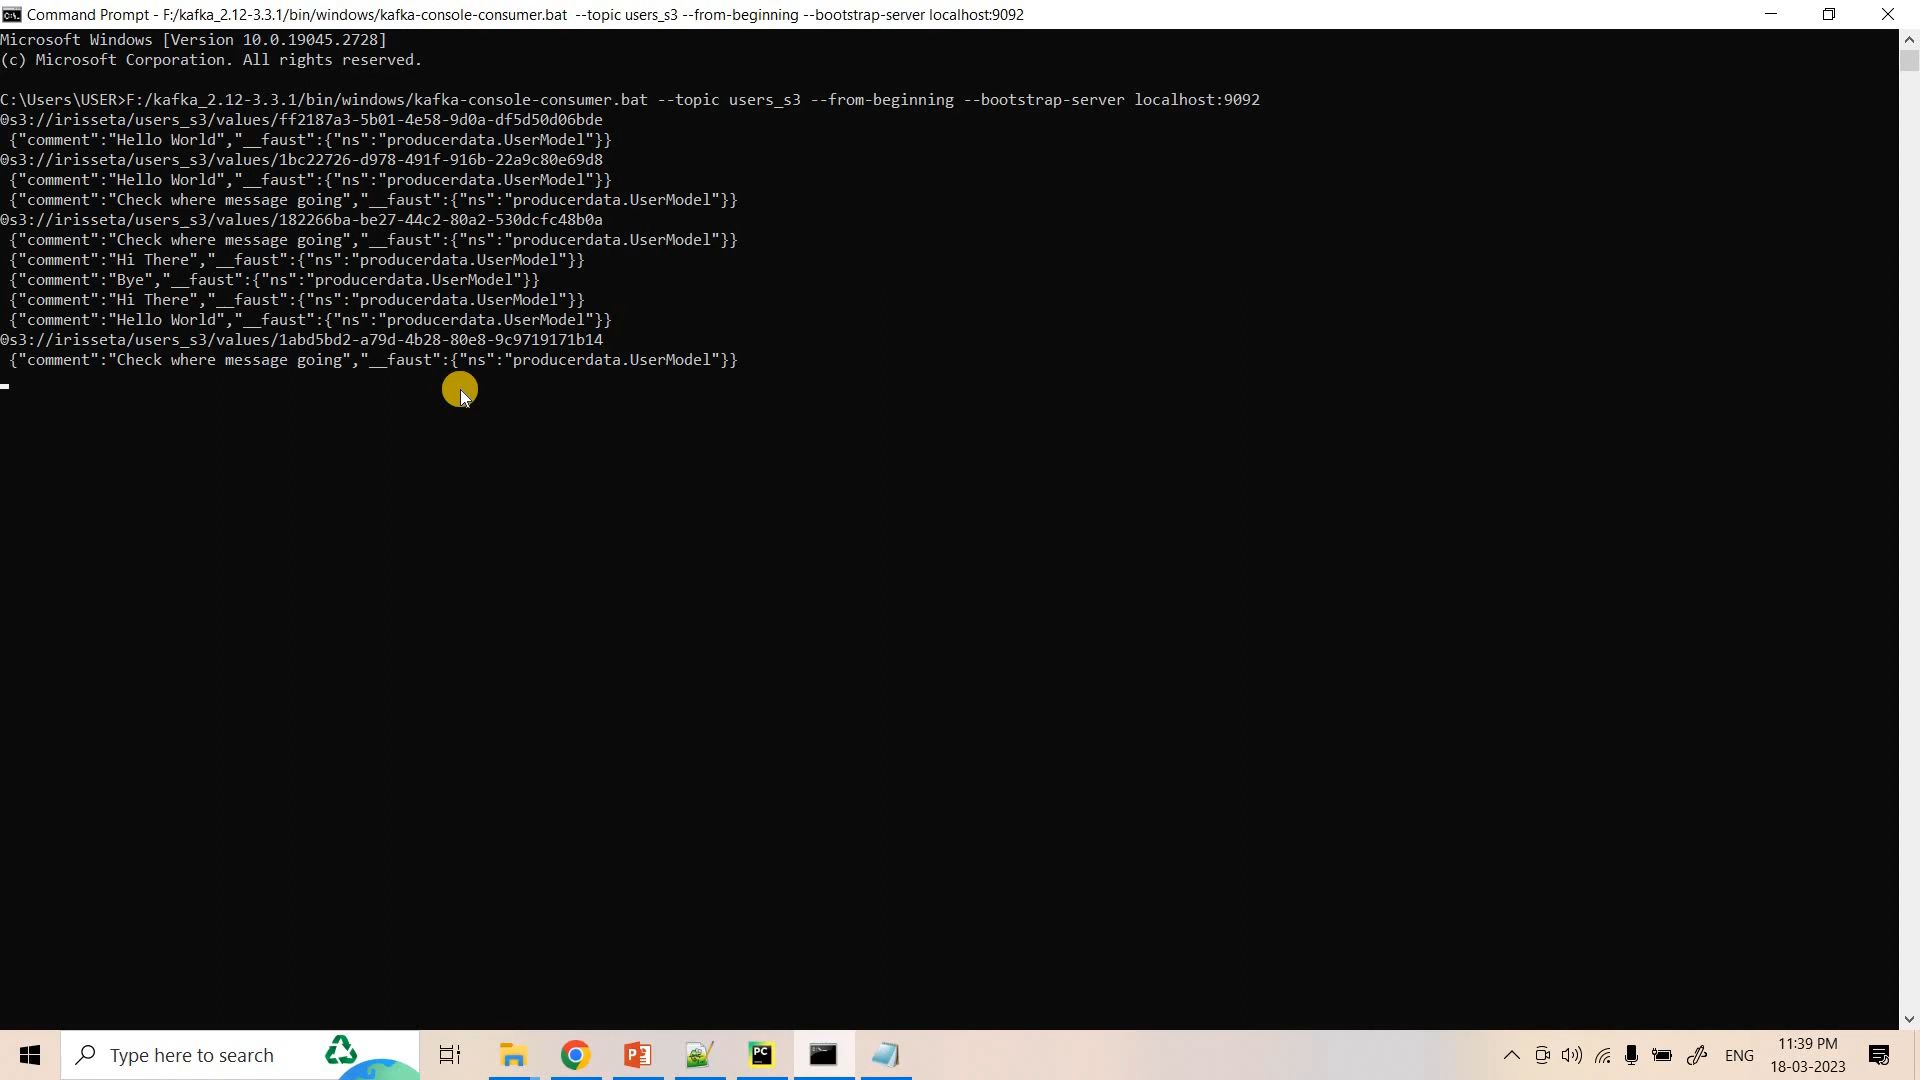 Command Prompt - F:/kafka_2.12-3.3.1/bin/windows/kafka-console-consumer.bat --topic users_s3 --from-beginning --bootstrap-server localhost:9092
Microsoft Windows [Version 10.0.19045.2728]
(c) Microsoft Corporation. All rights reserved.
C:\Users\USER>F:/kafka_2.12-3.3.1/bin/windows/kafka-console-consumer.bat --topic users_s3 --from-beginning --bootstrap-server localhost:9092
0s3://irisseta/users_s3/values/ff2187a3-5b01-4e58-9d0a-df5d50d06bde
{"comment":"Hello World","__faust":{"ns":"producerdata.UserModel"}}
0s3://irisseta/users_s3/values/1bc22726-d978-491f-916b-22a9c80e69d8
{"comment":"Hello World","__faust":{"ns":"producerdata.UserModel"}}
{"comment":"Check where message going","__faust":{"ns":"producerdata.UserModel"}}
0s3://irisseta/users_s3/values/182266ba-be27-44c2-80a2-530dcfc48b0a
{"comment":"Check where message going","__faust":{"ns":"producerdata.UserModel"}}
{"comment":"Hi There","__faust":{"ns":"producerdata.UserModel"}}
{"comment":"Bye","__faust":{"ns":"producerdata.UserModel"}}
{"comment":"Hi There","__faust":{"ns":"producerdata.UserModel"}}
{"comment":"Hello World","__faust":{"ns":"producerdata.UserModel"}}
0s3://irisseta/users_s3/values/1abd5bd2-a79d-4b28-80e8-9c9719171b14
{"comment":"Check where message going","__faust":{"ns":"producerdata.UserModel"}}
Type here to search
PC
ENG
11:39 PM
18-03-2023